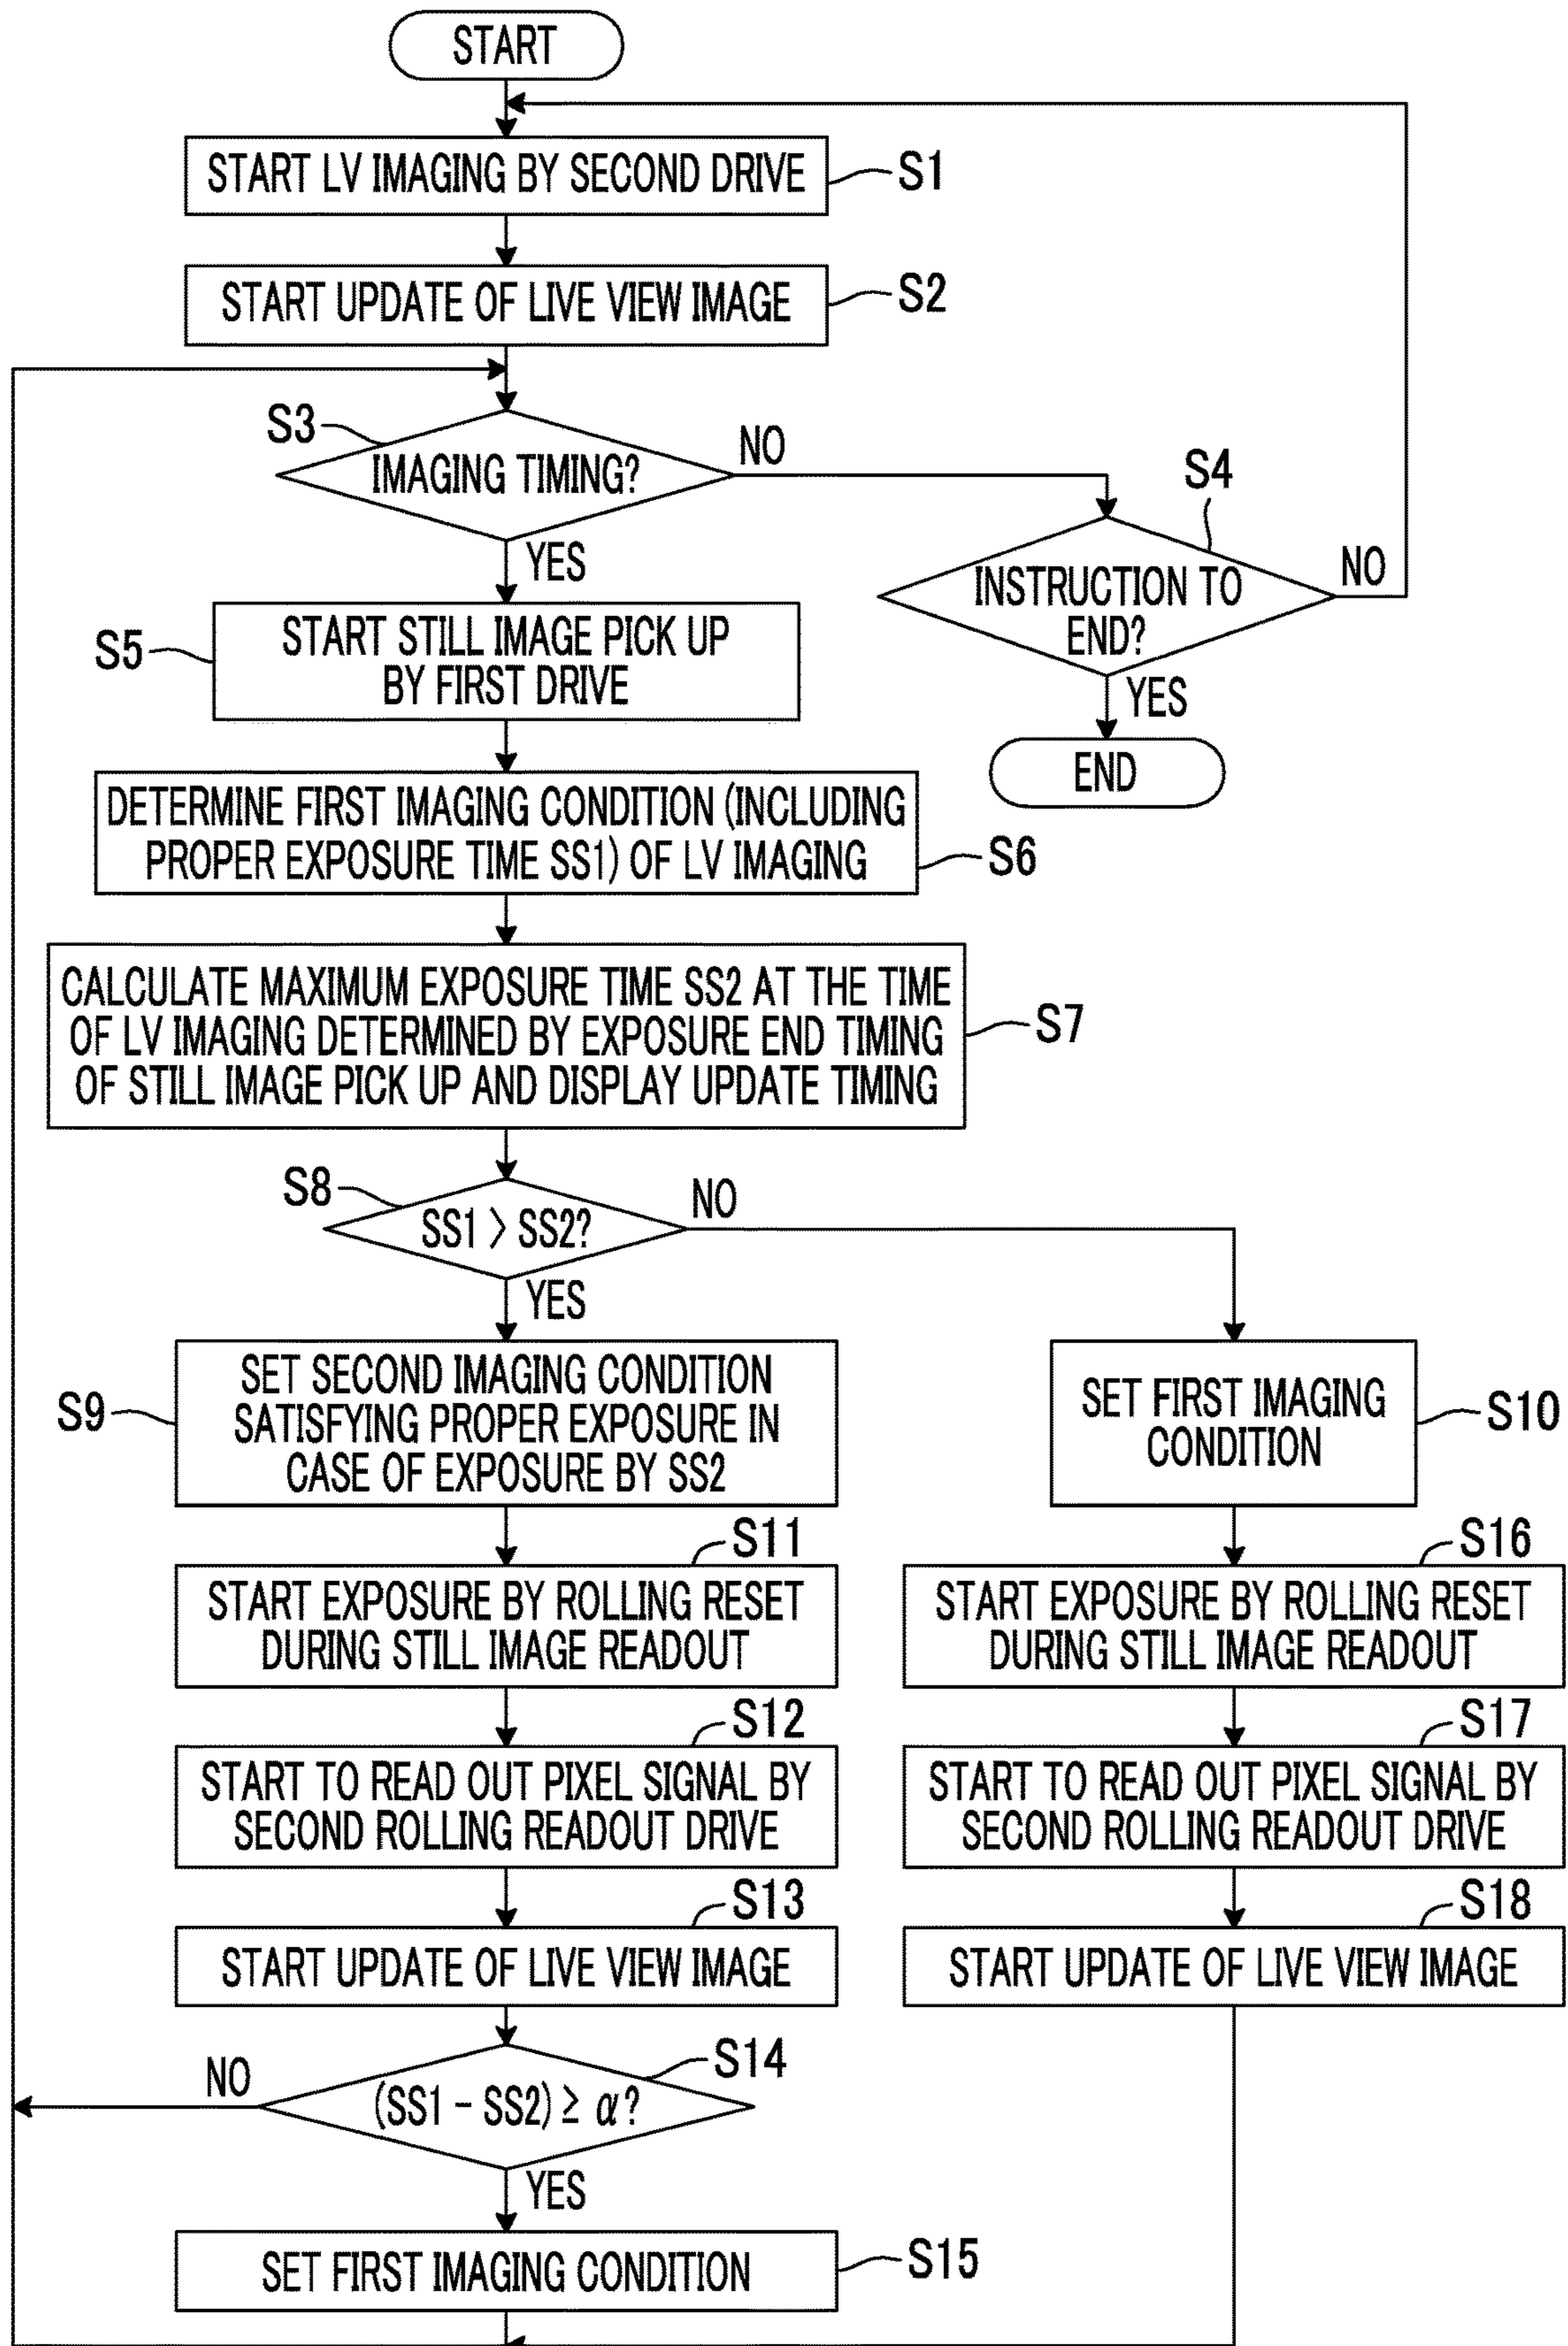 START
START LV IMAGING BY SECOND DRIVE
S1
START UPDATE OF LIVE VIEW IMAGE
S2
S3
IMAGING TIMING?
NO
S4
YES
INSTRUCTION TO
END?
NO
YES
END
S5
START STILL IMAGE PICK UP
BY FIRST DRIVE
DETERMINE FIRST IMAGING CONDITION (INCLUDING
PROPER EXPOSURE TIME SS1) OF LV IMAGING
S6
CALCULATE MAXIMUM EXPOSURE TIME SS2 AT THE TIME
OF LV IMAGING DETERMINED BY EXPOSURE END TIMING
OF STILL IMAGE PICK UP AND DISPLAY UPDATE TIMING
S7
S8
SS1 > SS2?
NO
YES
S9
SET SECOND IMAGING CONDITION
SATISFYING PROPER EXPOSURE IN
CASE OF EXPOSURE BY SS2
SET FIRST IMAGING
CONDITION
S10
S11
START EXPOSURE BY ROLLING RESET
DURING STILL IMAGE READOUT
S16
START EXPOSURE BY ROLLING RESET
DURING STILL IMAGE READOUT
S12
START TO READ OUT PIXEL SIGNAL BY
SECOND ROLLING READOUT DRIVE
S17
START TO READ OUT PIXEL SIGNAL BY
SECOND ROLLING READOUT DRIVE
S13
START UPDATE OF LIVE VIEW IMAGE
S18
START UPDATE OF LIVE VIEW IMAGE
S14
NO
(SS1 - SS2) ≥ α?
YES
SET FIRST IMAGING CONDITION
S15